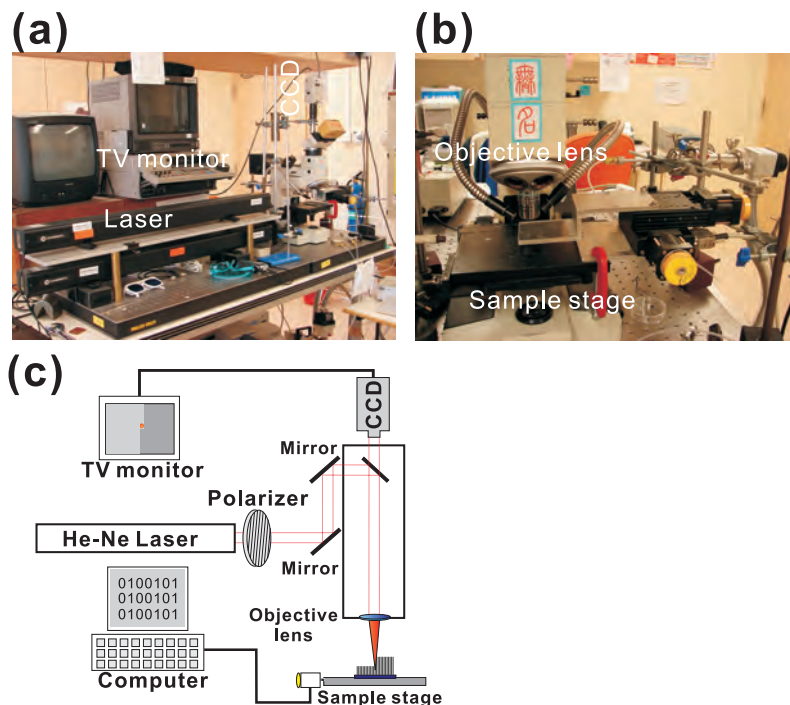 (a)
CCD
TV monitor
Laser
(b)
Objective lens
Sample stage
(c)
CCD
Mirror
TV monitor
Polarizer
He-Ne Laser
Mirror
0100101
0100101
0100101
Objective
lens
Computer
Sample stage